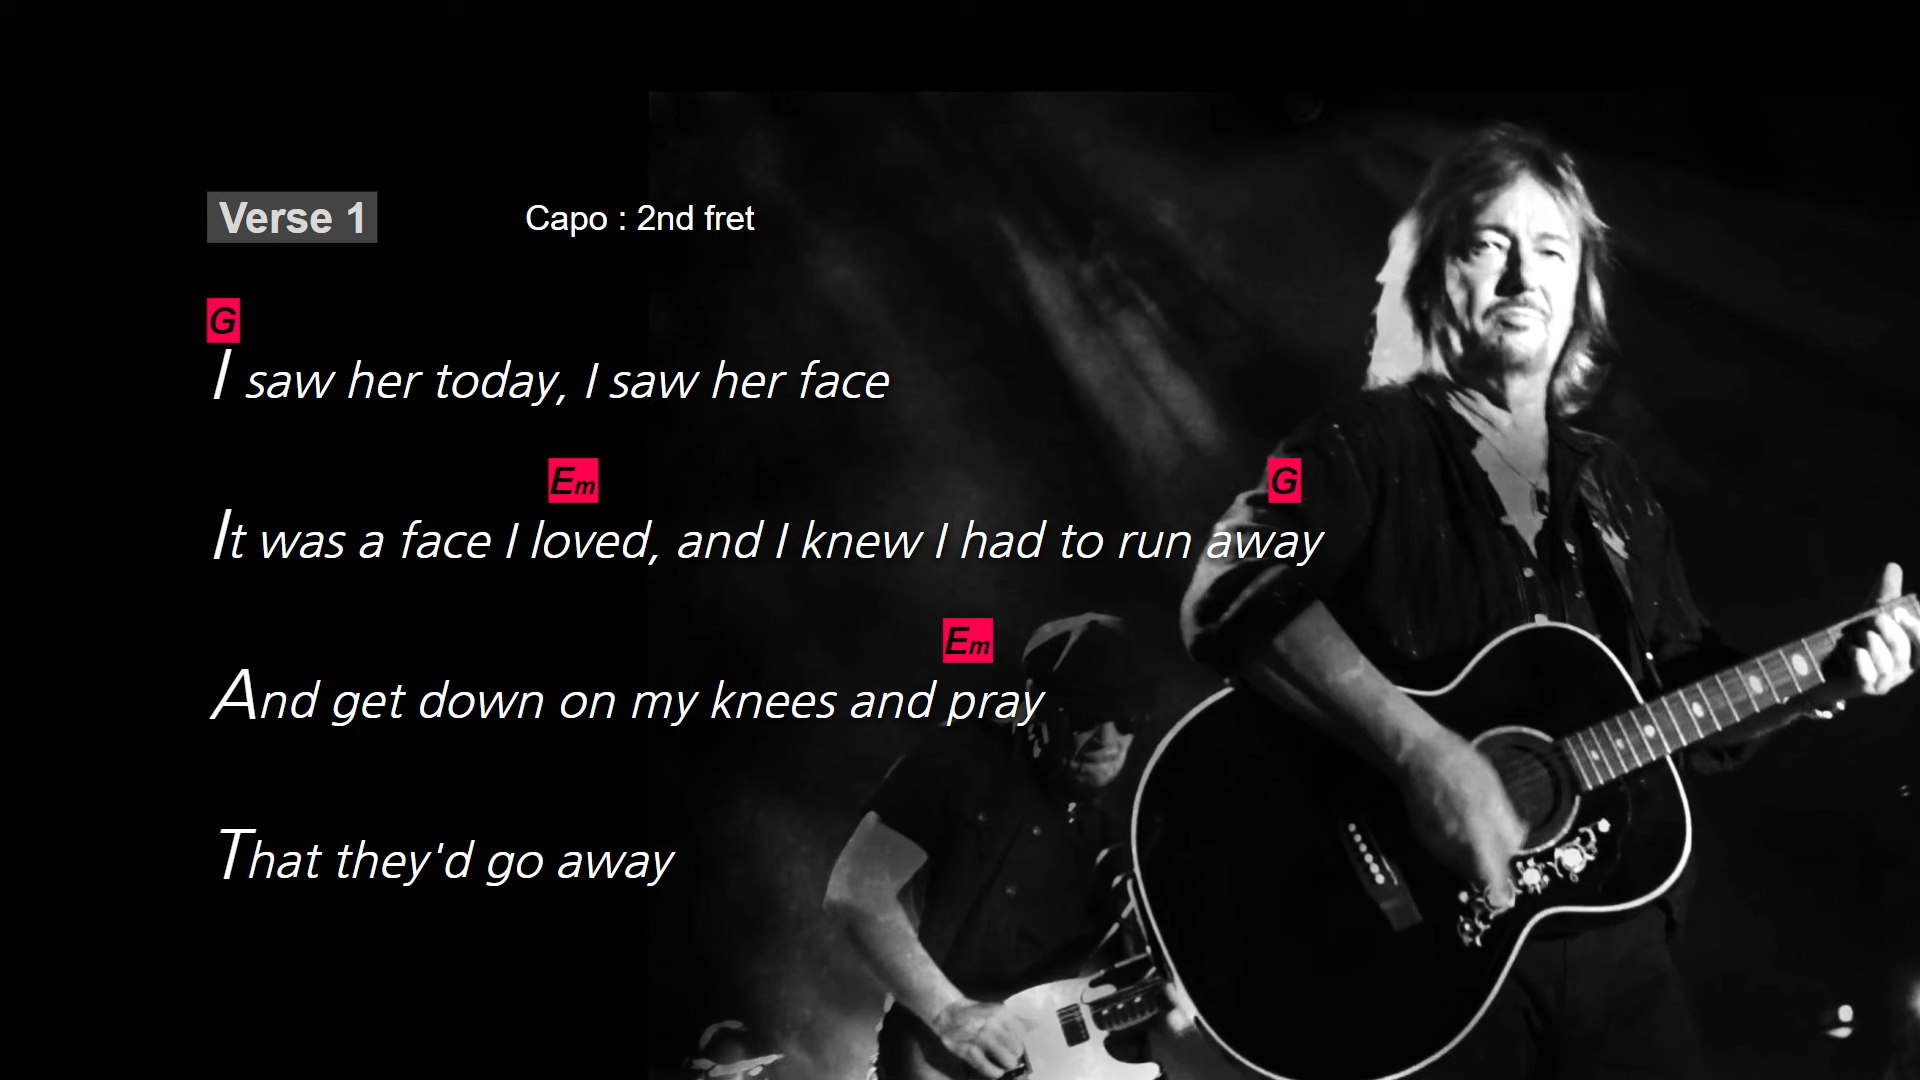 Verse 1 Capo : 2nd fret
G
I saw her today, I saw her face
Em G
It was a face I loved, and I knew I had to run away
Em
And get down on my knees and pray
That they'd go away